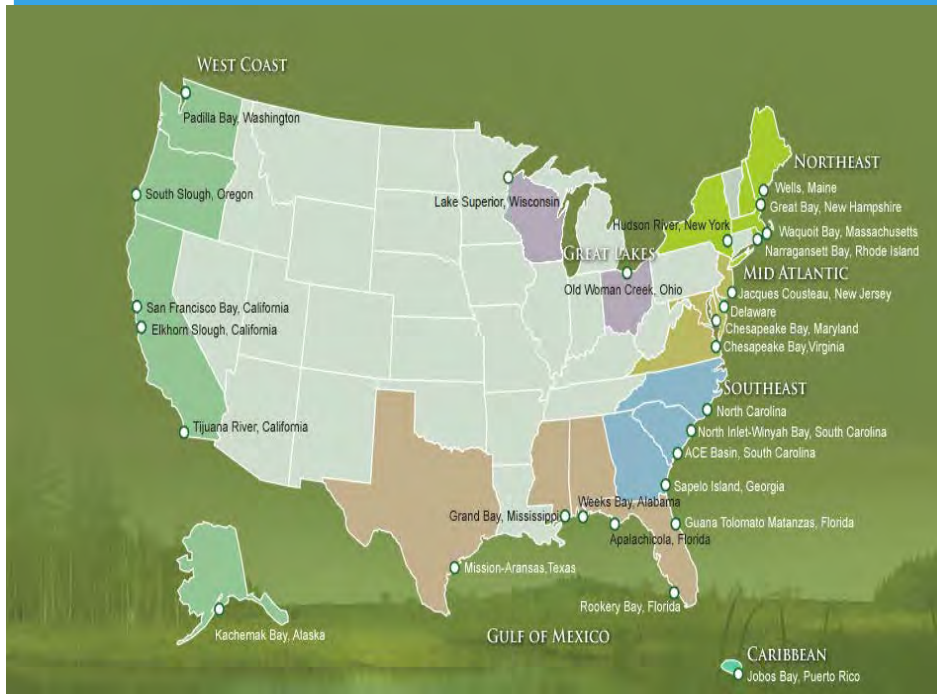 WEST COAST
Padilla Bay, Washington
South Slough, Oregon
San Francisco Bay, California
Elkhorn Slough, California
Tijuana River, California
Kachemak Bay, Alaska
Lake Superior, Wisconsin
GREAT LAKES
Old Woman Creek, Ohio
NORTHEAST
Wells, Maine
Great Bay, New Hampshire
Hudson River, New York
Waquoit Bay, Massachusetts
Narragansett Bay, Rhode Island
MID ATLANTIC
Jacques Cousteau, New Jersey
Delaware
Chesapeake Bay, Maryland
Chesapeake Bay,Virginia
SOUTHEAST
North Carolina
North Inlet-Winyah Bay, South Carolina
ACE Basin, South Carolina
Sapelo Island, Georgia
Guana Tolomato Matanzas, Florida
Weeks Bay, Alabama
Grand Bay, Mississippi
Apalachicola, Florida
Mission-Aransas,Texas
Rookery Bay, Florida
GULF OF MEXICO
CARIBBEAN
Jobos Bay, Puerto Rico